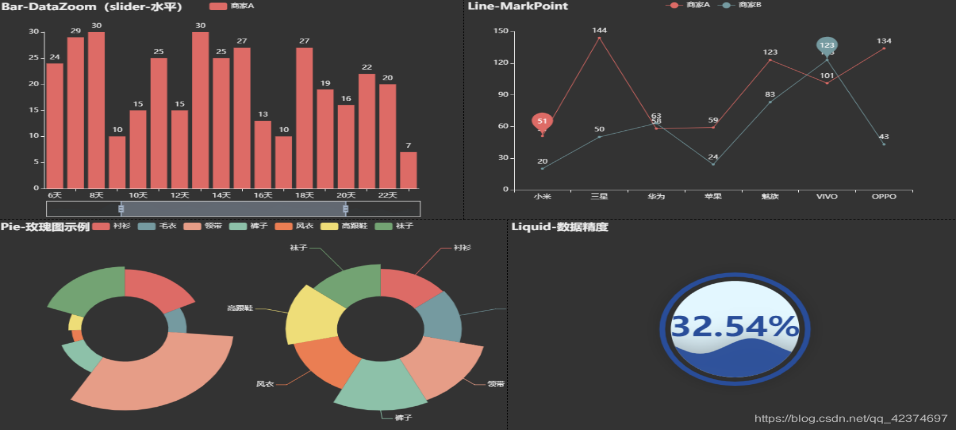 Bar-DataZoom（slider-水平）
商家A
30
25
20
15
10
5
0
24
29
30
10
15
25
15
30
25
27
13
10
27
19
16
22
20
7
6天 8天 10天 12天 14天 16天 18天 20天 22天
Line-MarkPoint
商家A 商家B
150
120
90
60
30
0
51
144
63
58
59
123
123
101
134
20
50
24
83
43
小米 三星 华为 苹果 魅族 VIVO OPPO
Pie-玫瑰图示例
衬衫 毛衣 领带 裤子 风衣 高跟鞋 袜子
袜子
衬衫
高跟鞋
领带
风衣
裤子
Liquid-数据精度
32.54%
https://blog.csdn.net/qq_42374697